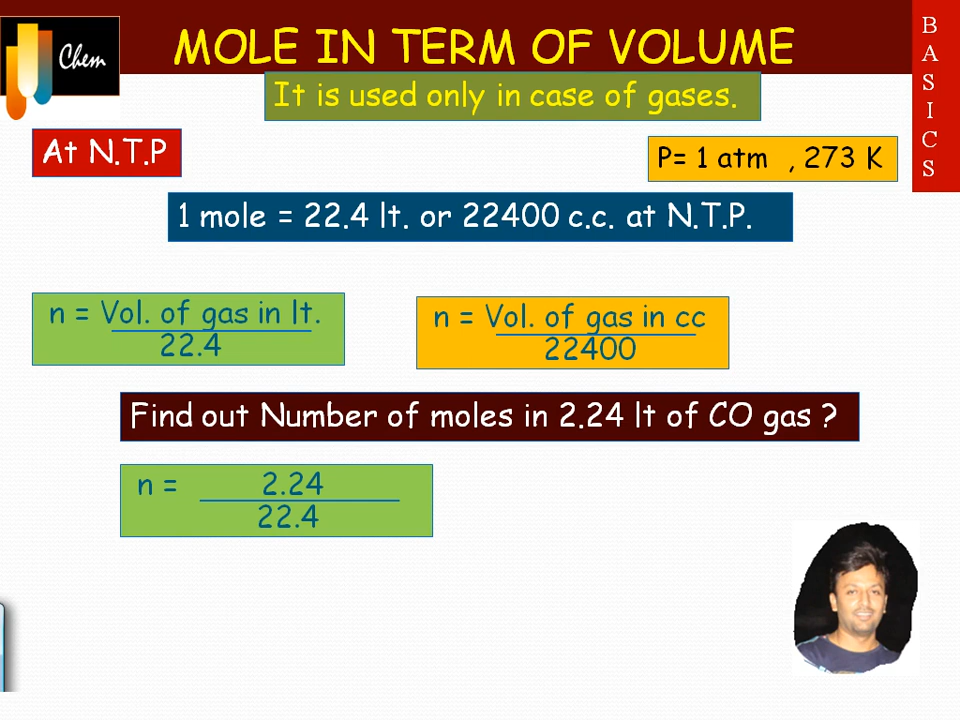 Chem
MOLE IN TERM OF VOLUME
B
A
S
I
C
S
It is used only in case of gases.
At N.T.P
P= 1 atm , 273 K
1 mole = 22.4 lt. or 22400 c.c. at N.T.P.
n = Vol. of gas in lt.
22.4
n = Vol. of gas in cc
22400
Find out Number of moles in 2.24 lt of CO gas ?
n = 2.24
22.4